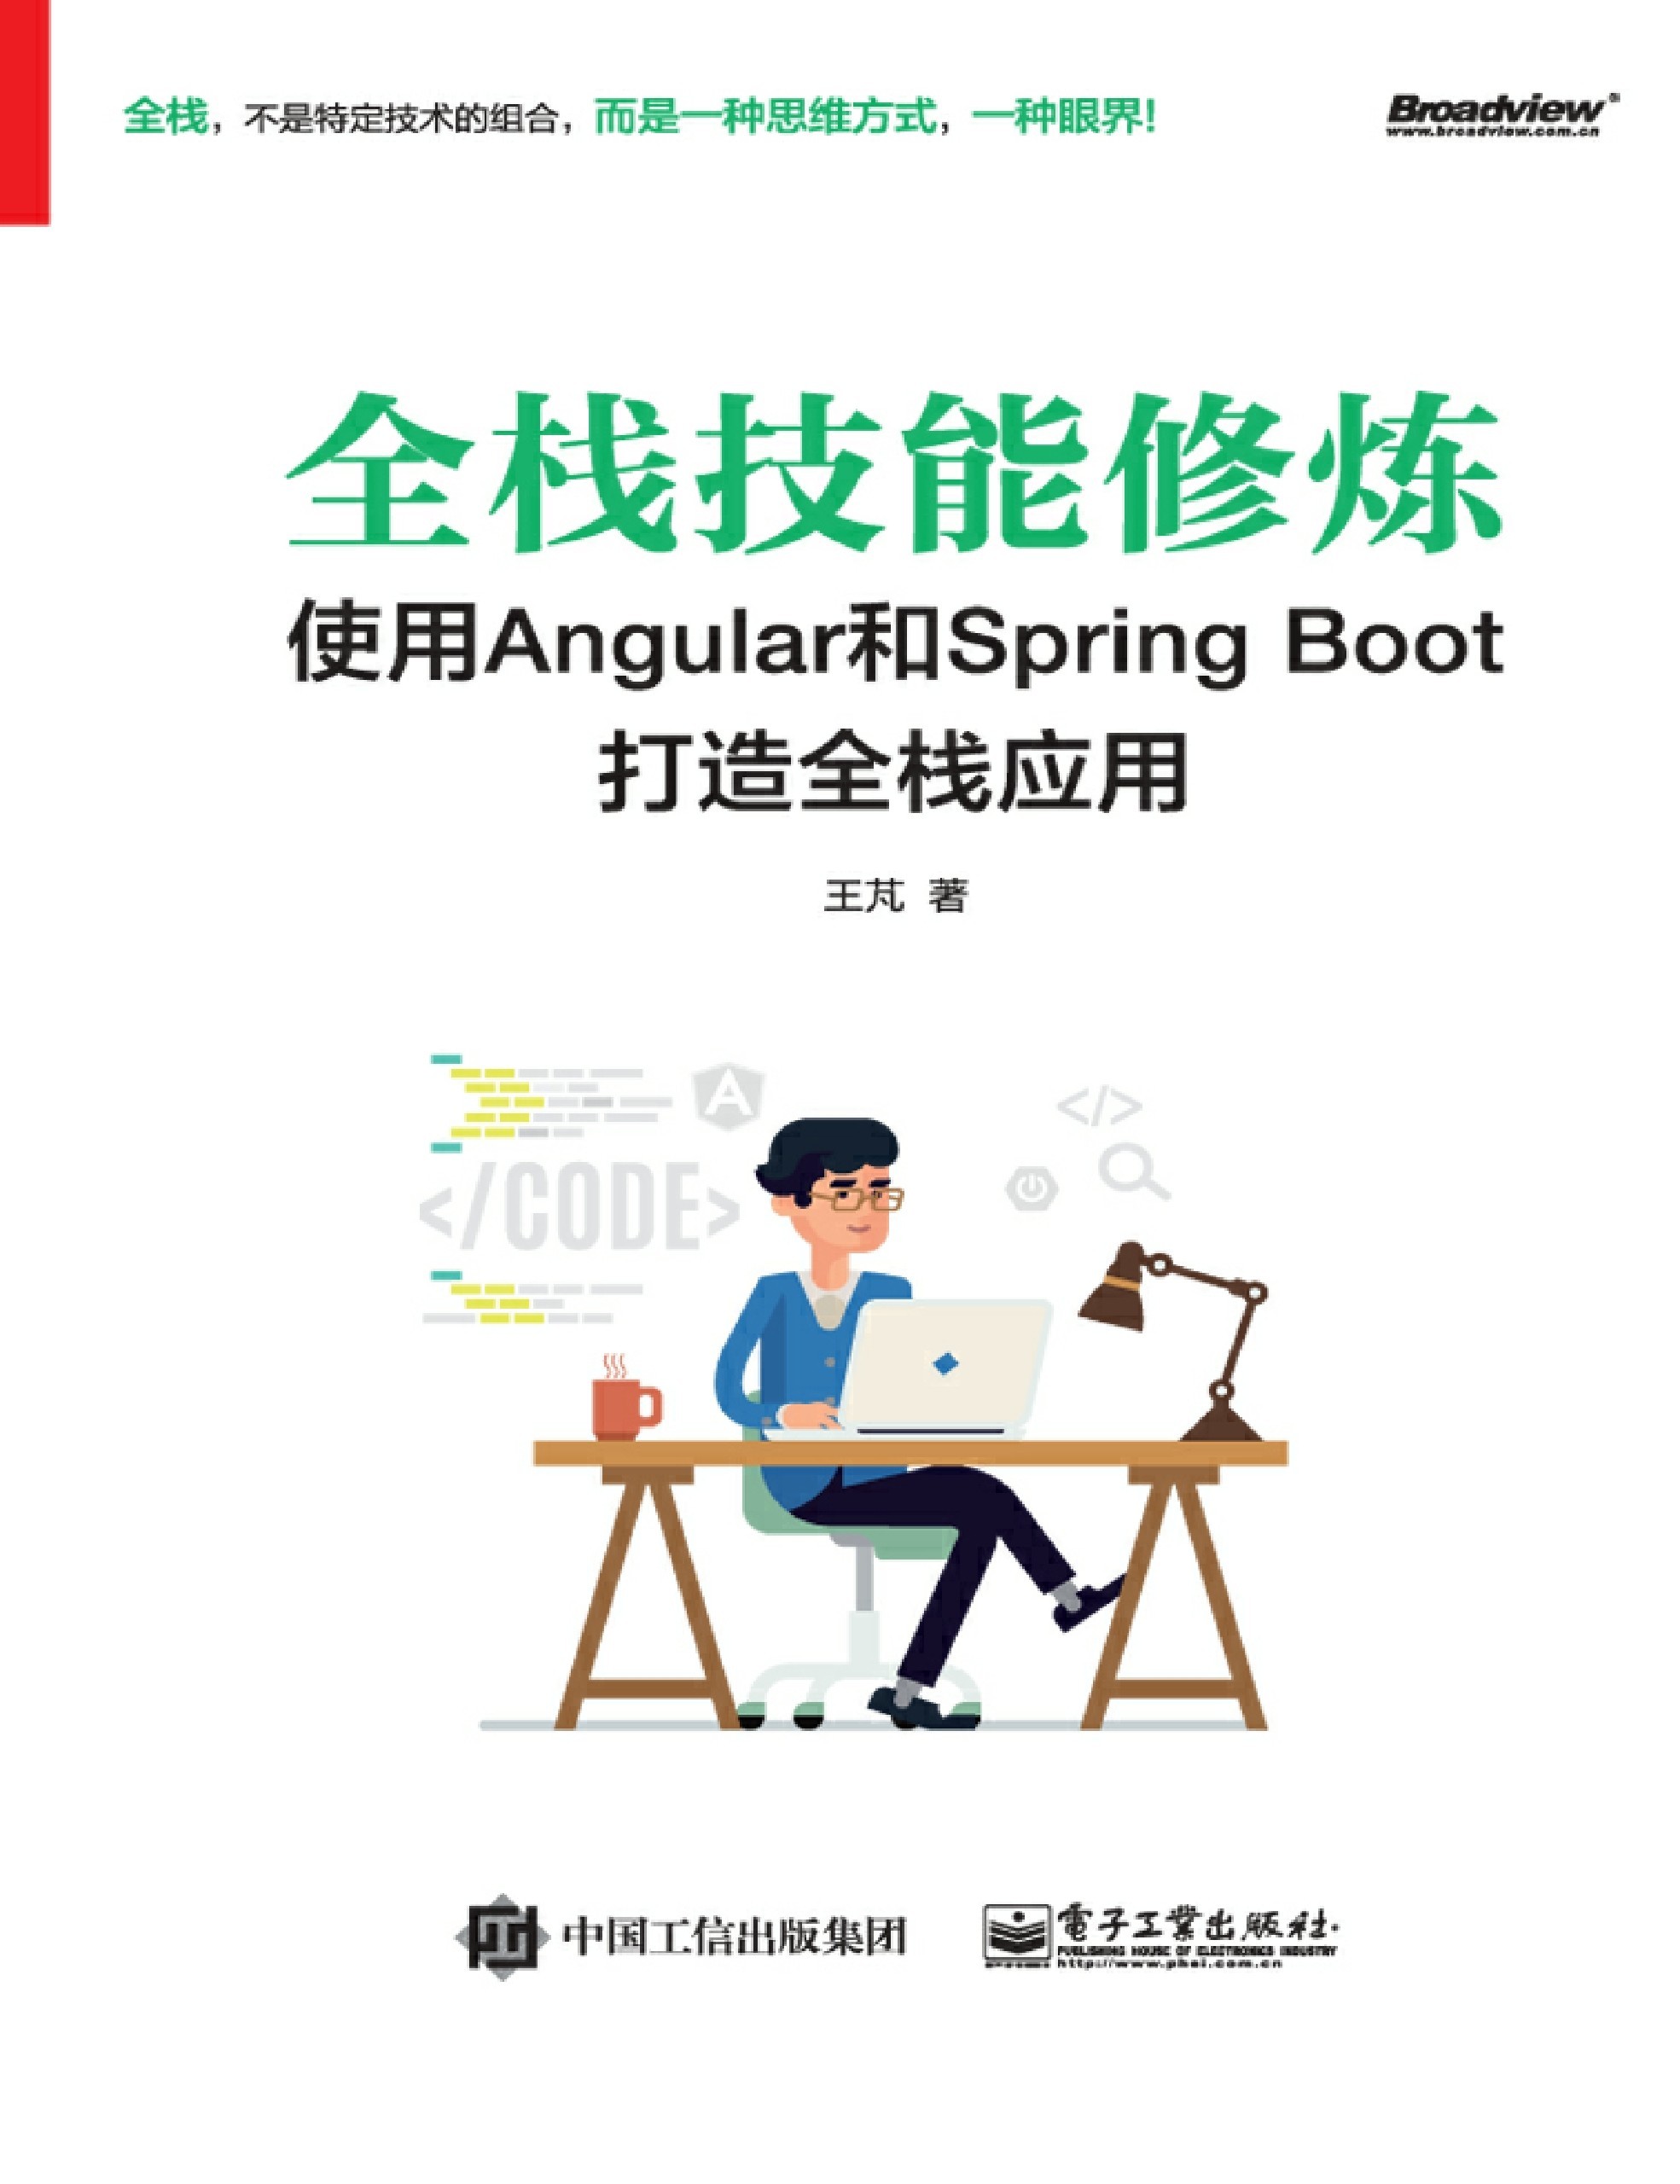 全栈，不是特定技术的组合，而是一种思维方式，一种眼界！
Broadview®
www.broadview.com.cn
全栈技能修炼
使用Angular和Spring Boot
打造全栈应用
王芃 著
A
</>
</CODE>
中国工信出版集团
電子工業出版社·
PUBLISHING HOUSE OF ELECTRONICS INDUSTRY
http://www.phei.com.cn